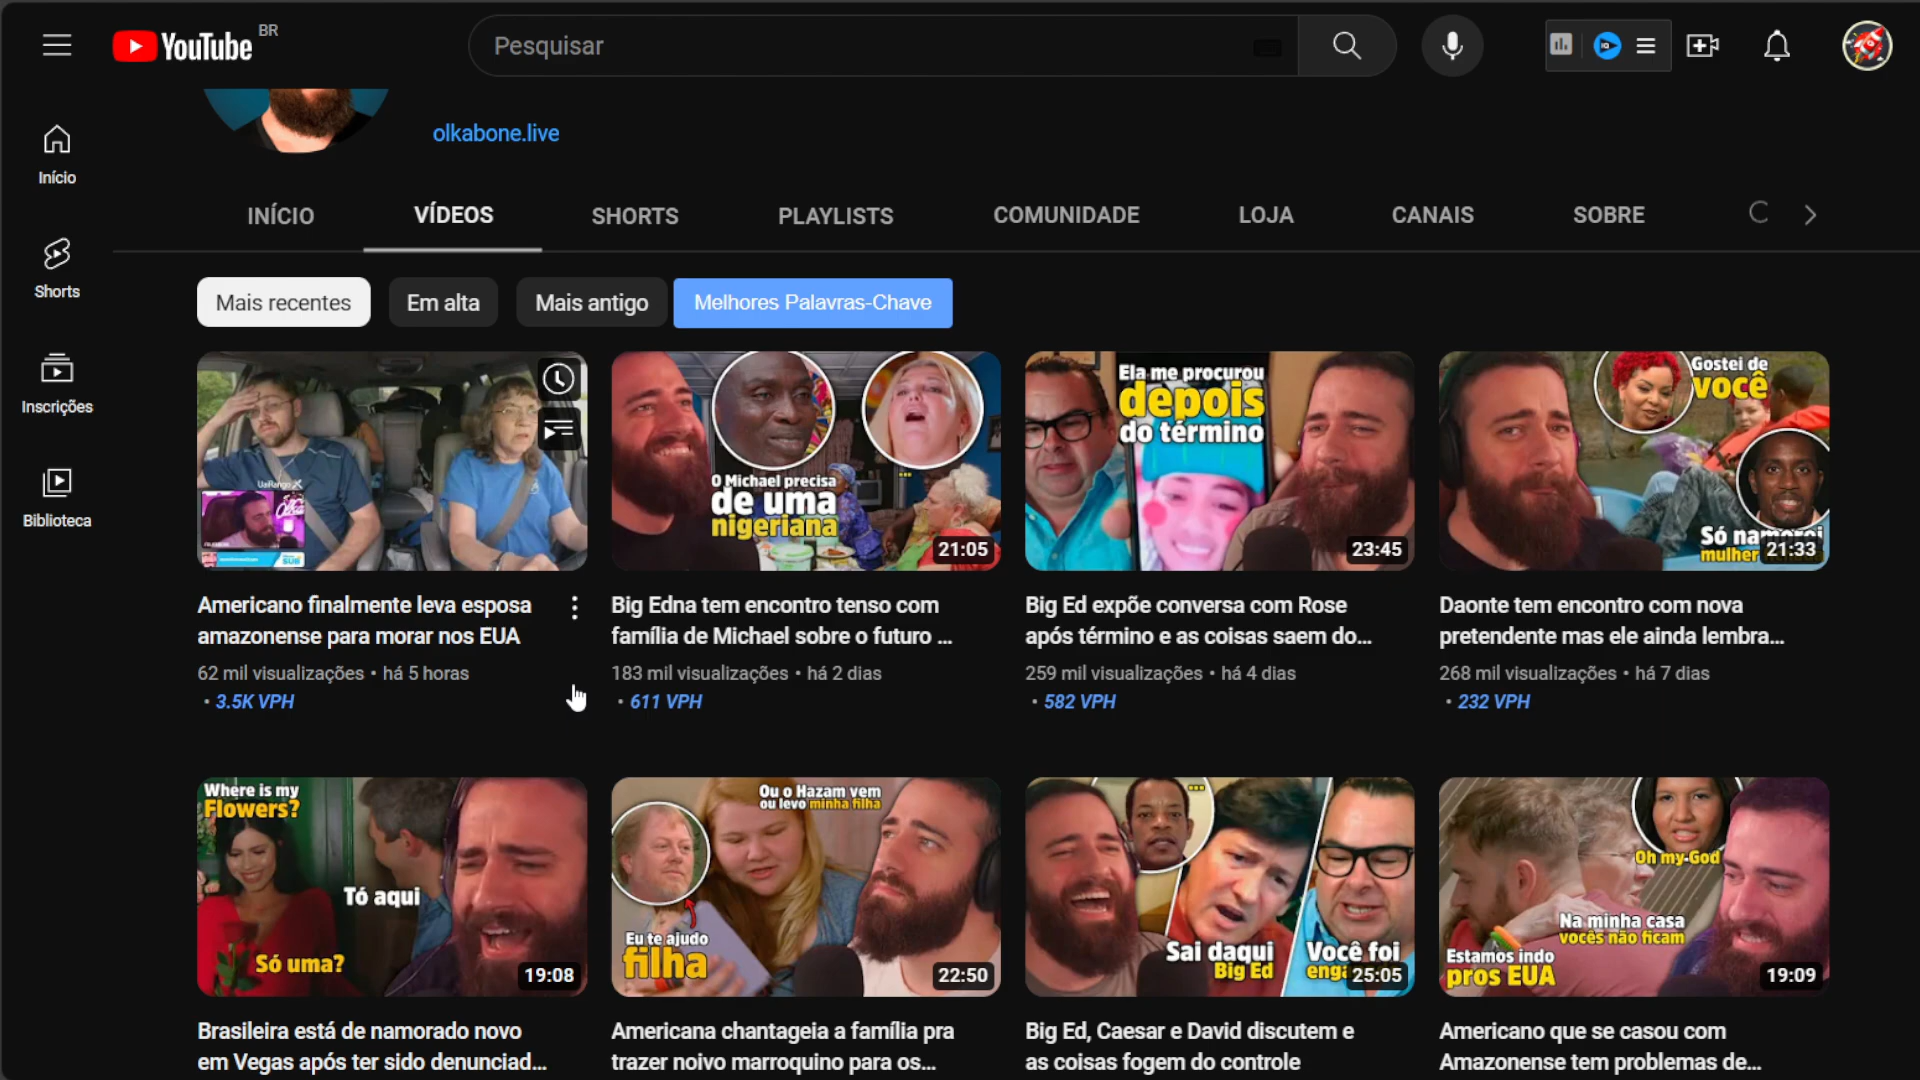 YouTube BR
Pesquisar
olkabone.live
Início
Shorts
Inscrições
Biblioteca
INÍCIO VÍDEOS SHORTS PLAYLISTS COMUNIDADE LOJA CANAIS SOBRE
Mais recentes Em alta Mais antigo Melhores Palavras-Chave
UaiRango
O Michael precisa
de uma
nigeriana
21:05
Ela me procurou
depois
do término
23:45
Gostei de
você
Só namorei
mulher
21:33
Americano finalmente leva esposa
amazonense para morar nos EUA
62 mil visualizações • há 5 horas
• 3.5K VPH
Big Edna tem encontro tenso com
família de Michael sobre o futuro ...
183 mil visualizações • há 2 dias
• 611 VPH
Big Ed expõe conversa com Rose
após término e as coisas saem do...
259 mil visualizações • há 4 dias
• 582 VPH
Daonte tem encontro com nova
pretendente mas ele ainda lembra...
268 mil visualizações • há 7 dias
• 232 VPH
Where is my
Flowers?
Tó aqui
Só uma?
19:08
Ou o Hazam vem
ou levo minha filha
Eu te ajudo
filha
22:50
Sai daqui
Big Ed
Você foi
enga
25:05
Oh my God
Na minha casa
vocês não ficam
Estamos indo
pros EUA
19:09
Brasileira está de namorado novo
em Vegas após ter sido denunciad...
Americana chantageia a família pra
trazer noivo marroquino para os...
Big Ed, Caesar e David discutem e
as coisas fogem do controle
Americano que se casou com
Amazonense tem problemas de...